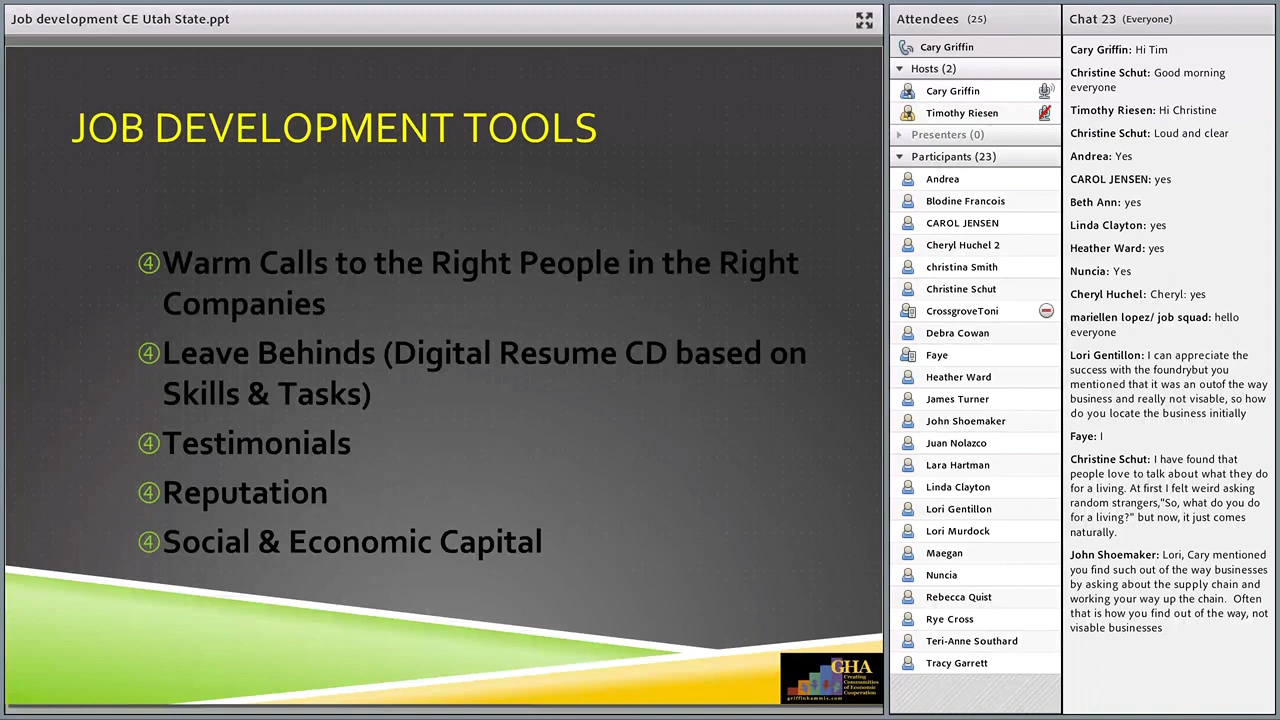 Job development CE Utah State.ppt
JOB DEVELOPMENT TOOLS
④Warm Calls to the Right People in the Right
Companies
④Leave Behinds (Digital Resume CD based on
Skills & Tasks)
④Testimonials
④Reputation
④Social & Economic Capital
GHA
Creating
Communities
of Economic
Cooperation
griffinhammis.com
Attendees (25)
Cary Griffin
Hosts (2)
Cary Griffin
Timothy Riesen
Presenters (0)
Participants (23)
Andrea
Blodine Francois
CAROL JENSEN
Cheryl Huchel 2
christina Smith
Christine Schut
CrossgroveToni
Debra Cowan
Faye
Heather Ward
James Turner
John Shoemaker
Juan Nolazco
Lara Hartman
Linda Clayton
Lori Gentillon
Lori Murdock
Maegan
Nuncia
Rebecca Quist
Rye Cross
Teri-Anne Southard
Tracy Garrett
Chat 23 (Everyone)
Cary Griffin: Hi Tim
Christine Schut: Good morning
everyone
Timothy Riesen: Hi Christine
Christine Schut: Loud and clear
Andrea: Yes
CAROL JENSEN: yes
Beth Ann: yes
Linda Clayton: yes
Heather Ward: yes
Nuncia: Yes
Cheryl Huchel: Cheryl: yes
mariellen lopez/ job squad: hello
everyone
Lori Gentillon: I can appreciate the
success with the foundrybut you
mentioned that it was an outof the way
business and really not visable, so how
do you locate the business initially
Faye: I
Christine Schut: I have found that
people love to talk about what they do
for a living. At first I felt weird asking
random strangers,"So, what do you do
for a living?" but now, it just comes
naturally.
John Shoemaker: Lori, Cary mentioned
you find such out of the way businesses
by asking about the supply chain and
working your way up the chain.  Often
that is how you find out of the way, not
visable businesses